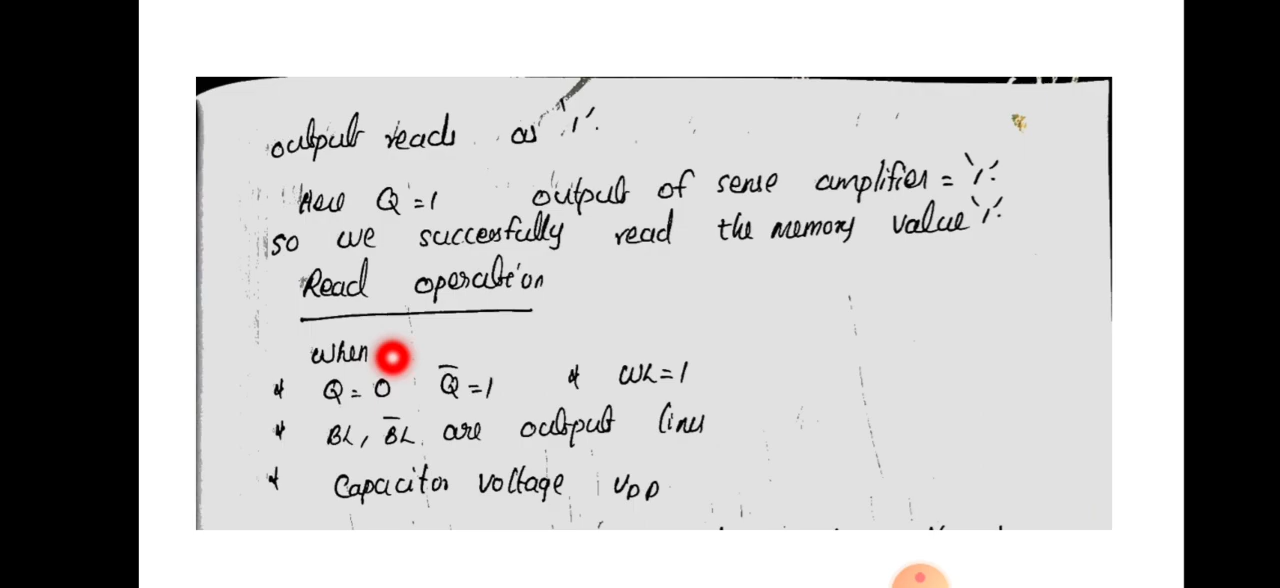 output reads as '1'.
Here Q=1 output of sense amplifier = '1'.
so we successfully read the memory value '1'.
Read operation
when
* Q=0 Q̅=1 * WL=1
* BL, B̅L̅ are output lines
* Capacitor voltage VDD